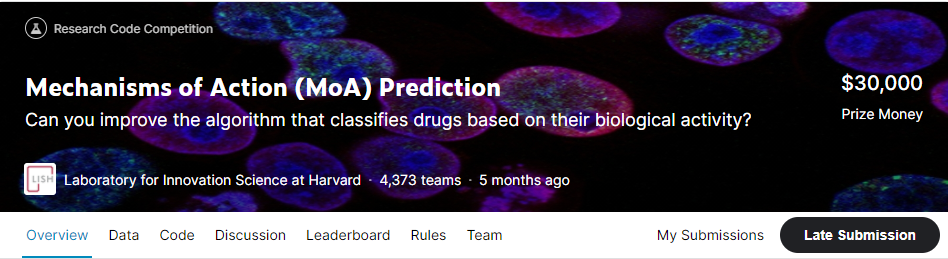 Research Code Competition
Mechanisms of Action (MoA) Prediction
Can you improve the algorithm that classifies drugs based on their biological activity?
$30,000
Prize Money
LISH
Laboratory for Innovation Science at Harvard · 4,373 teams · 5 months ago
Overview Data Code Discussion Leaderboard Rules Team My Submissions Late Submission